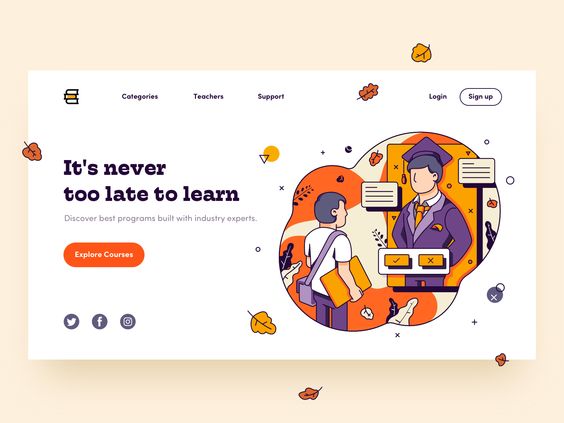 Categories
Teachers
Support
Login
Sign up
It's never
too late to learn
Discover best programs built with industry experts.
Explore Courses